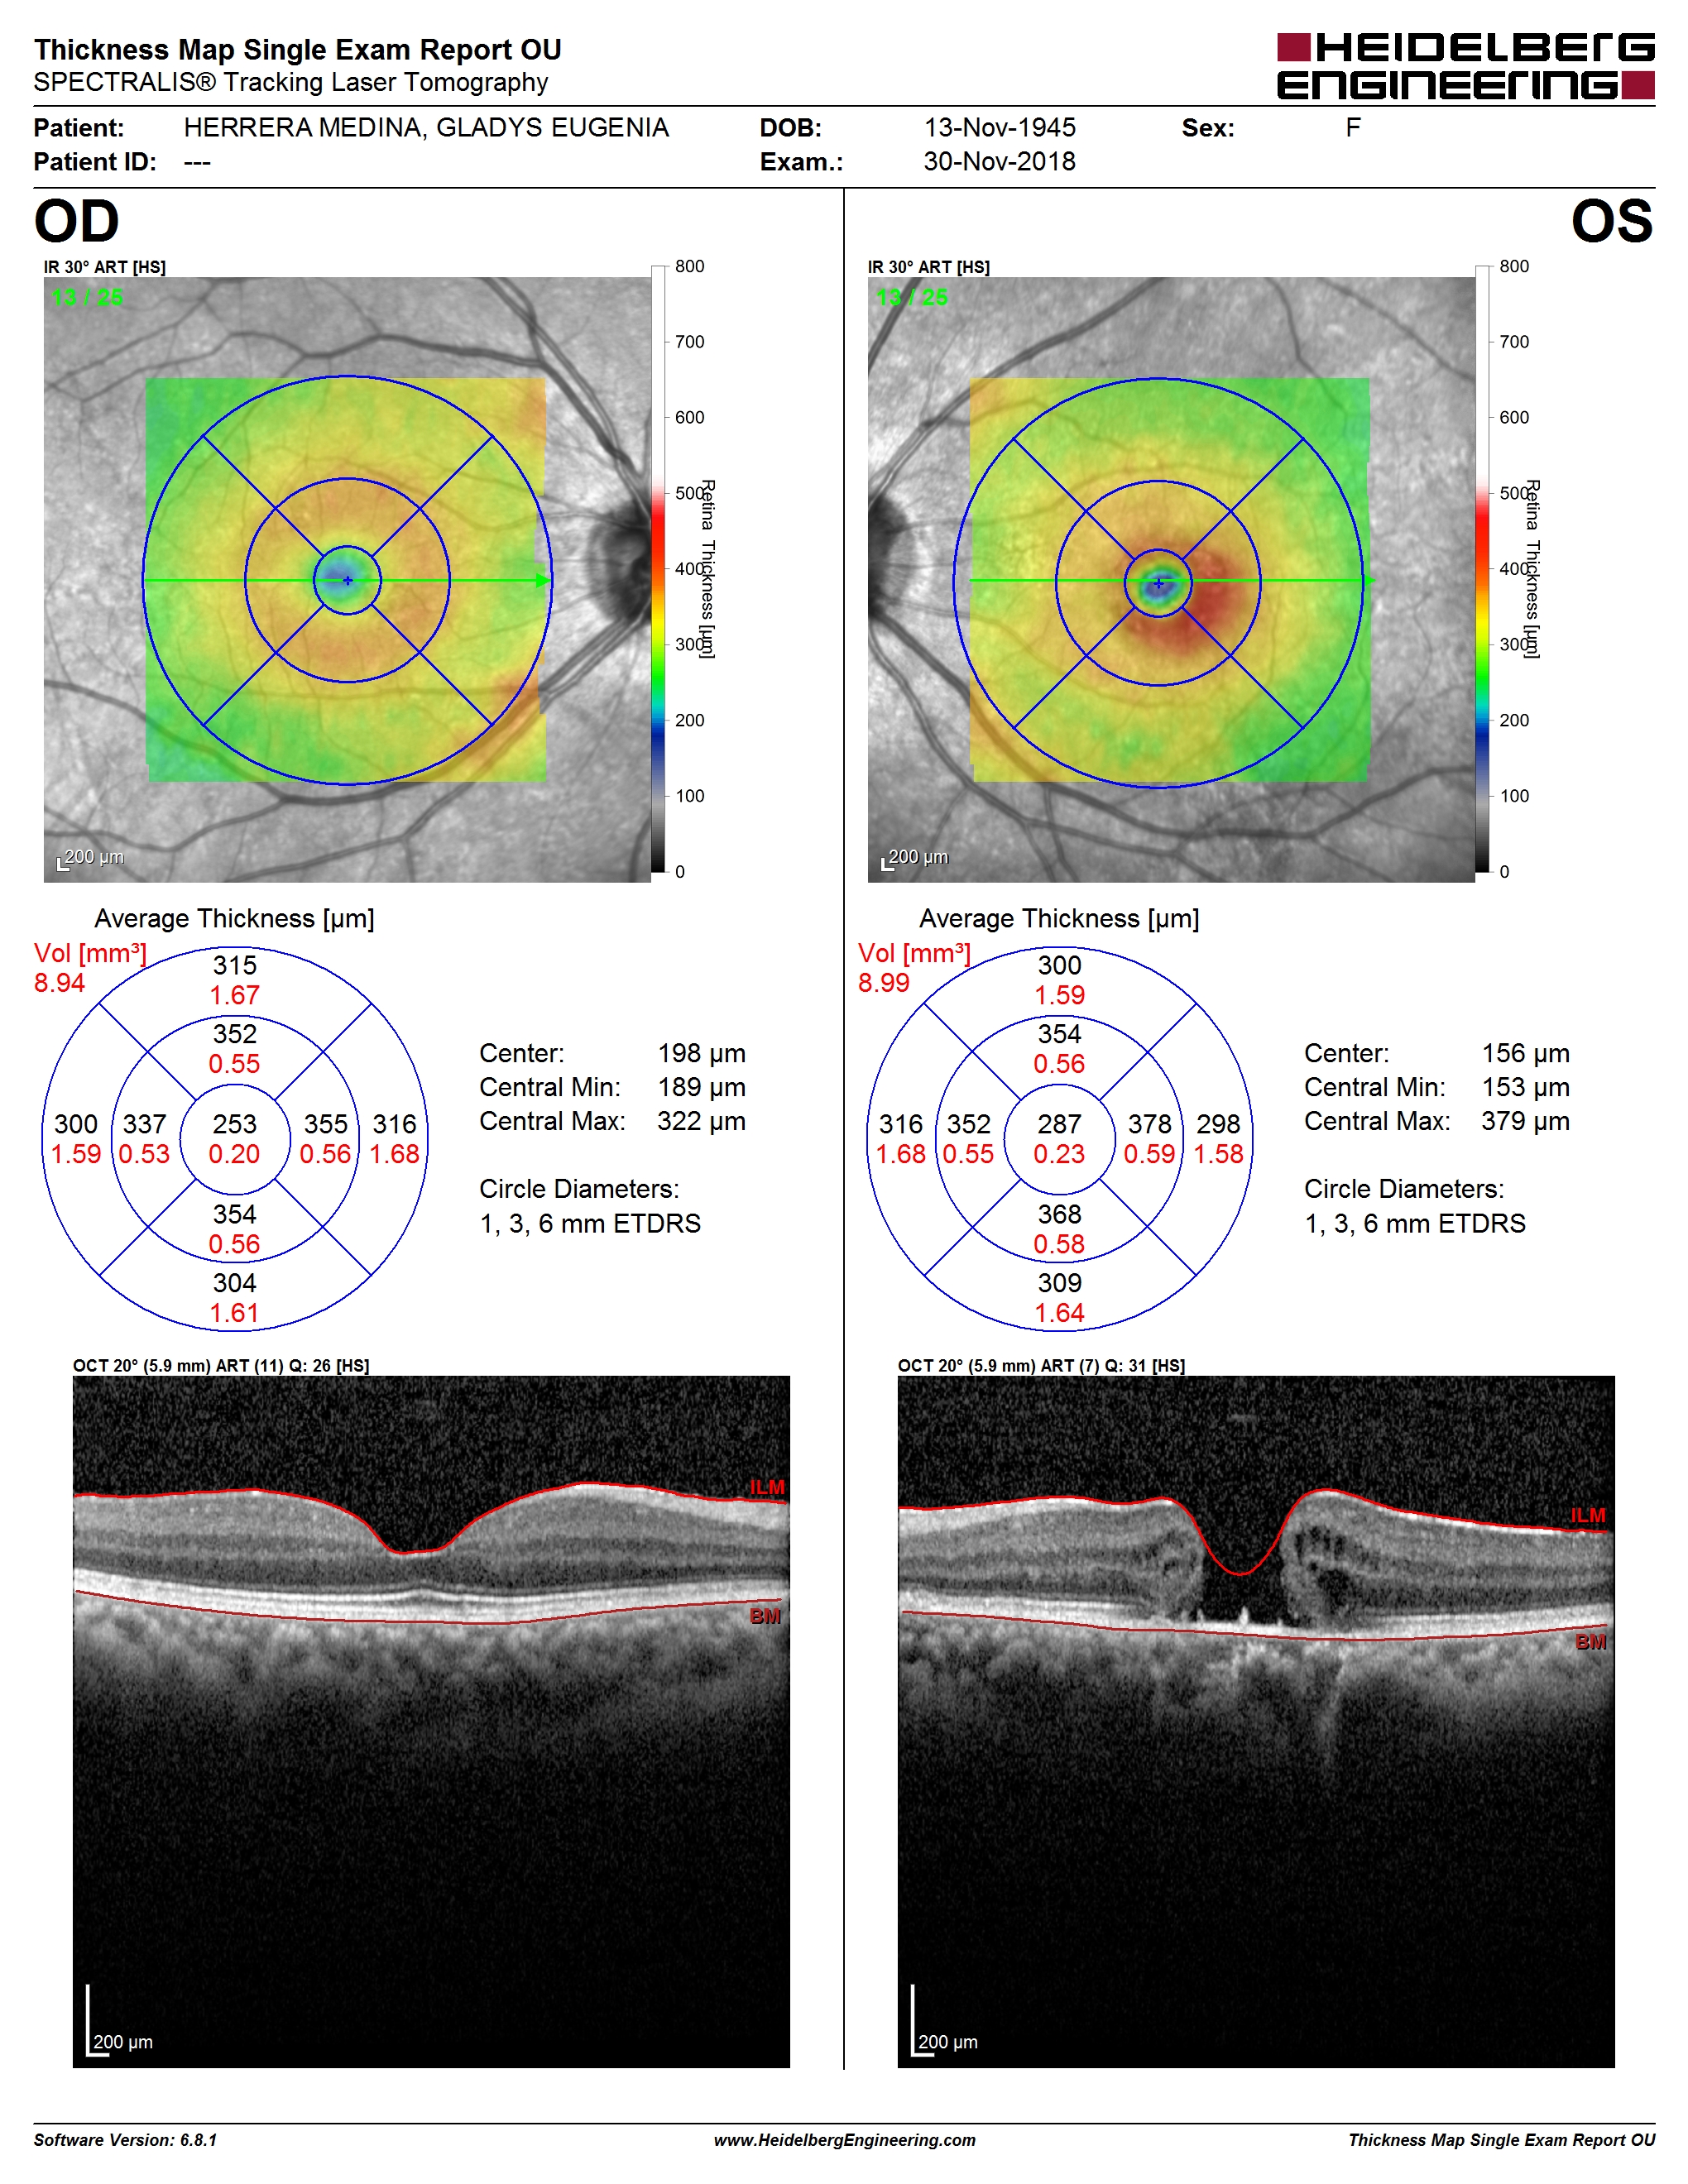 Thickness Map Single Exam Report OU
SPECTRALIS® Tracking Laser Tomography
HEIDELBERG
ENGINEERING
Patient: HERRERA MEDINA, GLADYS EUGENIA DOB: 13-Nov-1945 Sex: F
Patient ID: --- Exam.: 30-Nov-2018
OD
IR 30° ART [HS]
13 / 25
200 µm
800
700
600
500
400
300
200
100
0
Retina Thickness [µm]
Average Thickness [µm]
Vol [mm³]
8.94
315
1.67
352
0.55
300 337 253 355 316
1.59 0.53 0.20 0.56 1.68
354
0.56
304
1.61
Center: 198 µm
Central Min: 189 µm
Central Max: 322 µm
Circle Diameters:
1, 3, 6 mm ETDRS
OCT 20° (5.9 mm) ART (11) Q: 26 [HS]
ILM
BM
200 µm
OS
IR 30° ART [HS]
13 / 25
200 µm
800
700
600
500
400
300
200
100
0
Retina Thickness [µm]
Average Thickness [µm]
Vol [mm³]
8.99
300
1.59
354
0.56
316 352 287 378 298
1.68 0.55 0.23 0.59 1.58
368
0.58
309
1.64
Center: 156 µm
Central Min: 153 µm
Central Max: 379 µm
Circle Diameters:
1, 3, 6 mm ETDRS
OCT 20° (5.9 mm) ART (7) Q: 31 [HS]
ILM
BM
200 µm
Software Version: 6.8.1 www.HeidelbergEngineering.com Thickness Map Single Exam Report OU